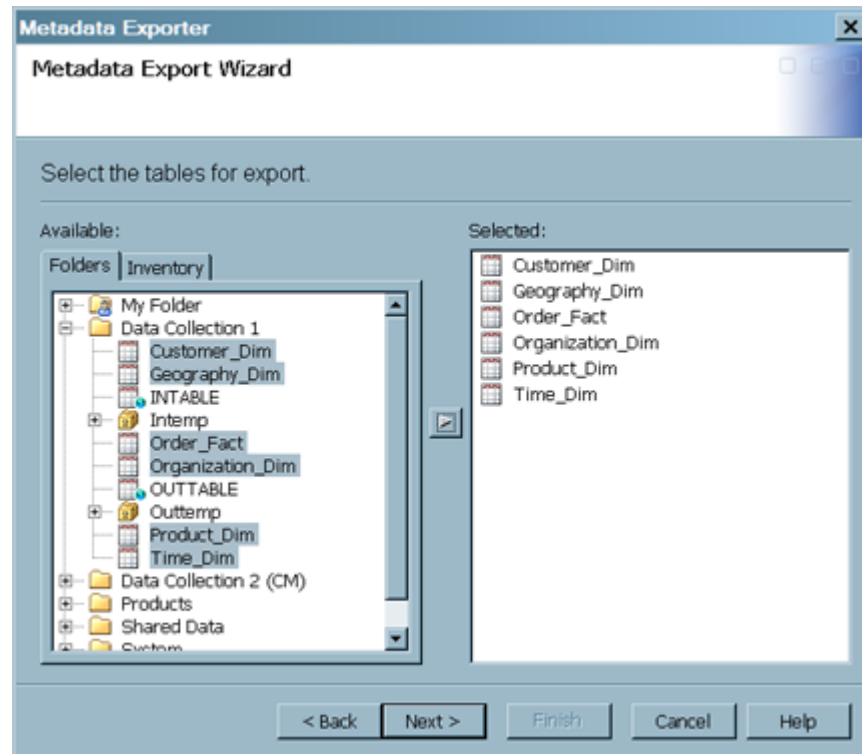 Metadata Exporter
Metadata Export Wizard
Select the tables for export.
Available:
Folders
Inventory
My Folder
Data Collection 1
Customer_Dim
Geography_Dim
INTABLE
Intemp
Order_Fact
Organization_Dim
OUTTABLE
Outtemp
Product_Dim
Time_Dim
Data Collection 2 (CM)
Products
Shared Data
System
Selected:
Customer_Dim
Geography_Dim
Order_Fact
Organization_Dim
Product_Dim
Time_Dim
< Back
Next >
Finish
Cancel
Help